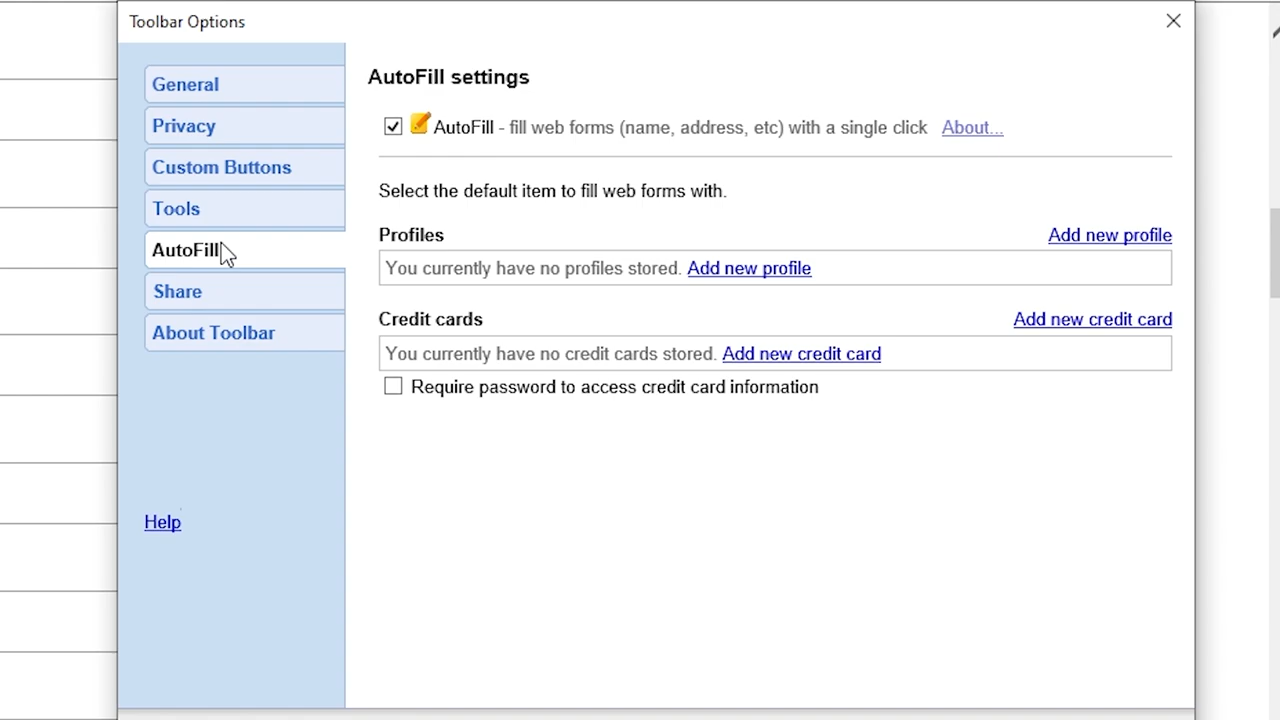 Toolbar Options
General
Privacy
Custom Buttons
Tools
AutoFill
Share
About Toolbar
Help
AutoFill settings
AutoFill - fill web forms (name, address, etc) with a single click About...
Select the default item to fill web forms with.
Profiles Add new profile
You currently have no profiles stored. Add new profile
Credit cards Add new credit card
You currently have no credit cards stored. Add new credit card
Require password to access credit card information